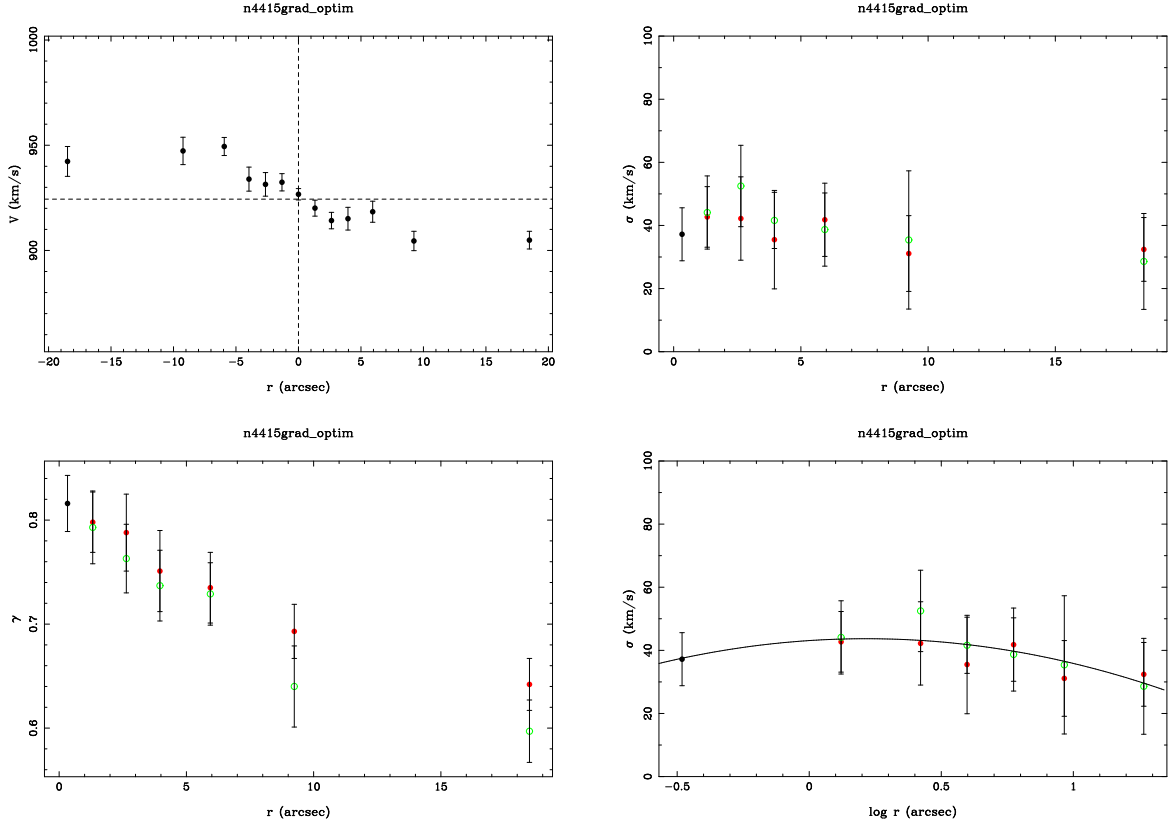 n4415grad_optim
n4415grad_optim
1000
950
900
V (km/s)
−20 −15 −10 −5 0 5 10 15 20
r (arcsec)
100
80
60
40
20
0
σ (km/s)
0 5 10 15
r (arcsec)
n4415grad_optim
n4415grad_optim
0.8
0.7
0.6
γ
0 5 10 15
r (arcsec)
100
80
60
40
20
0
σ (km/s)
−0.5 0 0.5 1
log r (arcsec)